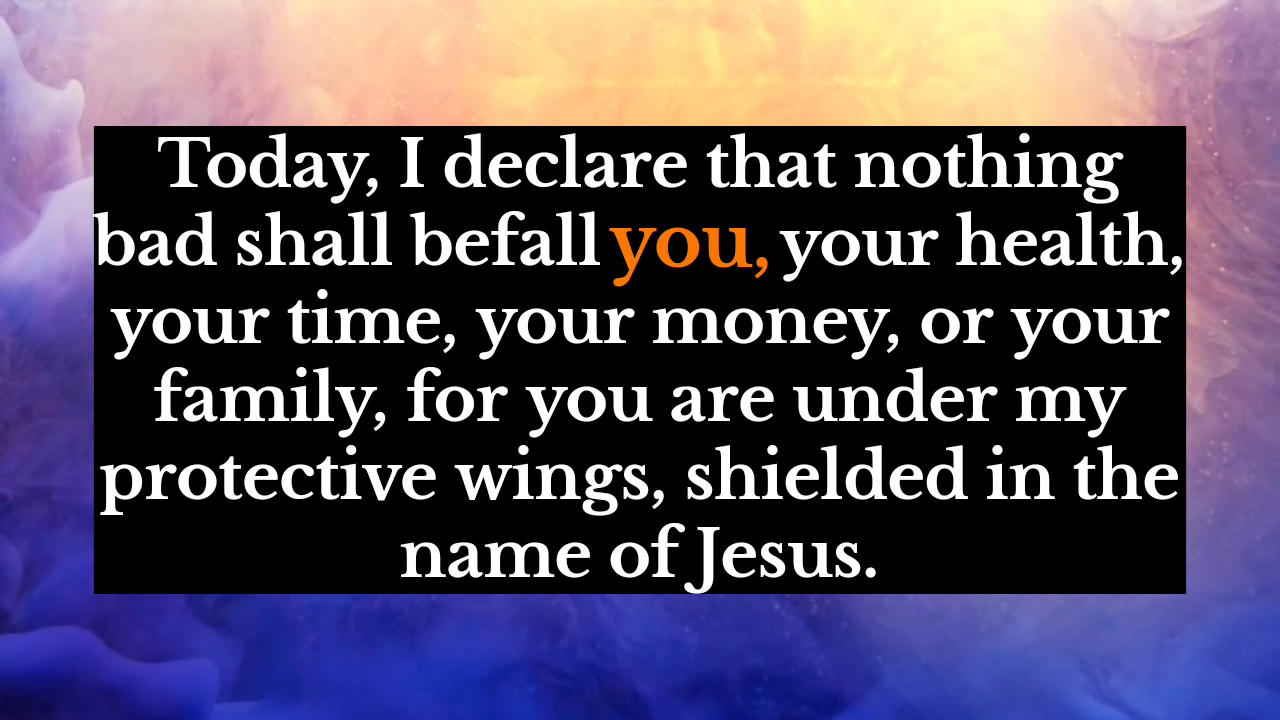 Today, I declare that nothing
bad shall befall you, your health,
your time, your money, or your
family, for you are under my
protective wings, shielded in the
name of Jesus.